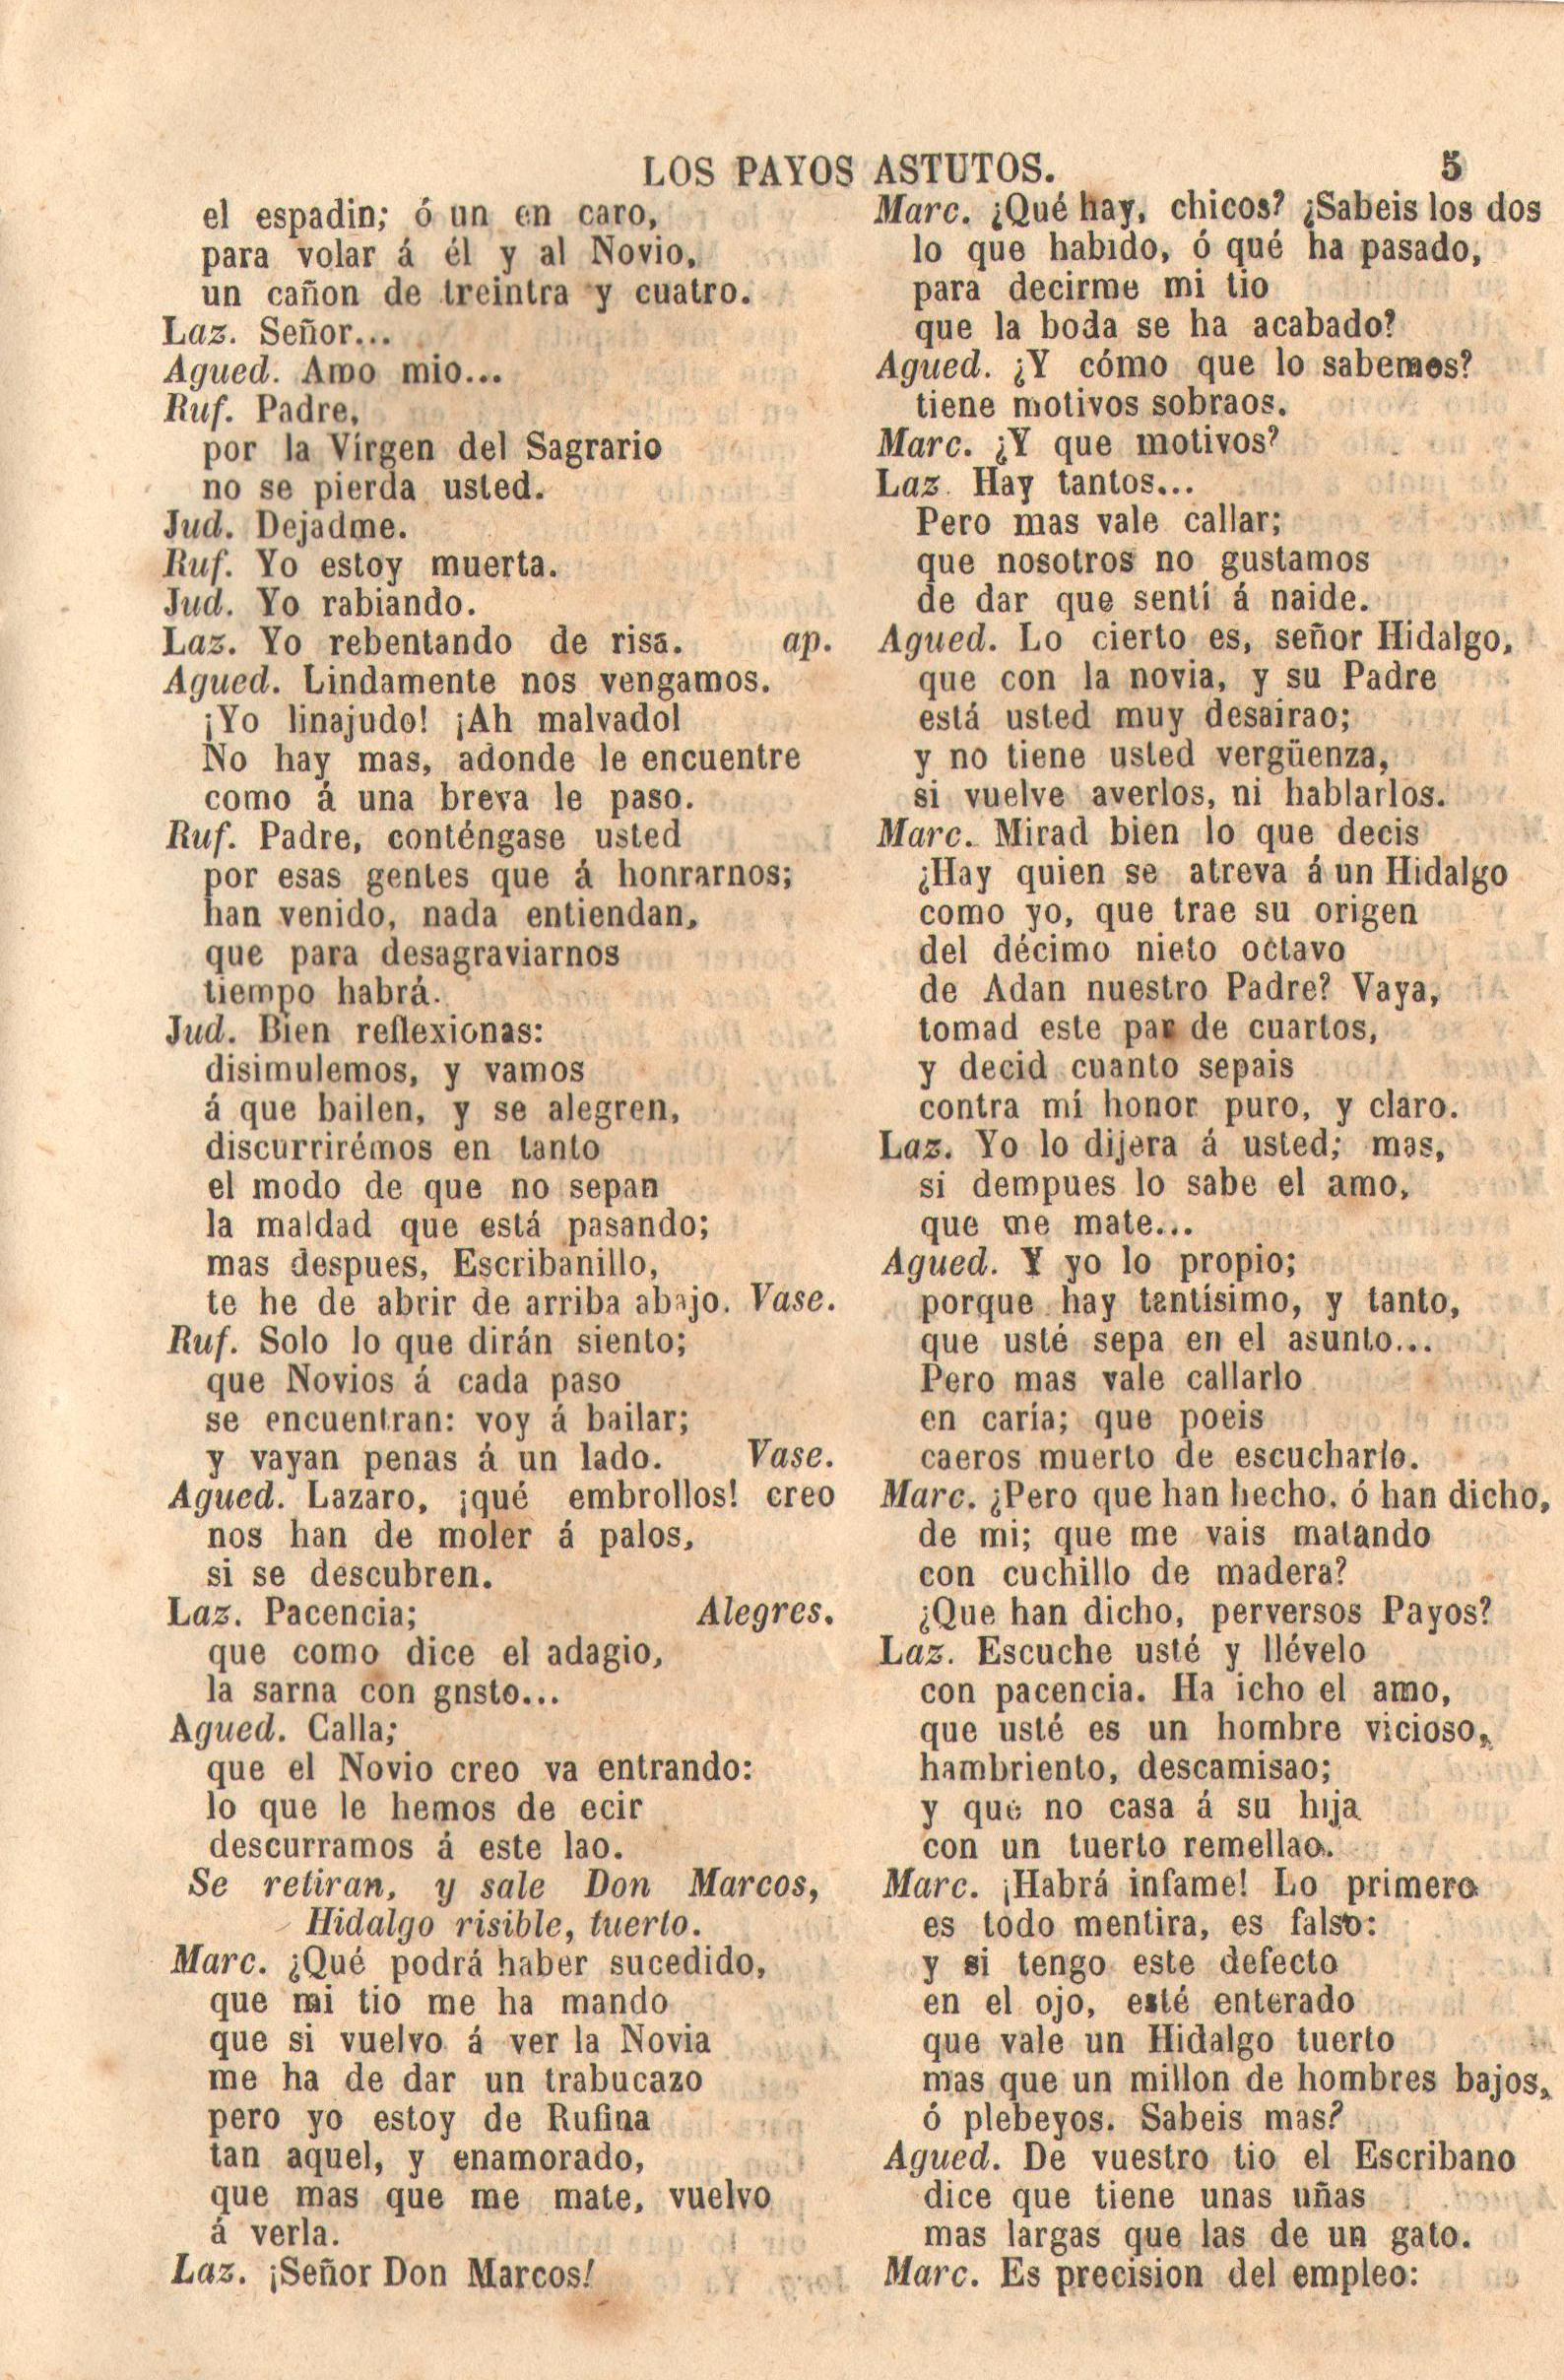 LOS PAYOS ASTUTOS. 5
el espadin; ó un en caro,
para volar á él y al Novio,
un cañon de treintra y cuatro.
Laz. Señor...
Agued. Amo mio...
Ruf. Padre,
por la Vírgen del Sagrario
no se pierda usted.
Jud. Dejadme.
Ruf. Yo estoy muerta.
Jud. Yo rabiando.
Laz. Yo rebentando de risa. ap.
Agued. Lindamente nos vengamos.
¡Yo linajudo! ¡Ah malvadol
No hay mas, adonde le encuentre
como á una breva le paso.
Ruf. Padre, conténgase usted
por esas gentes que á honrarnos;
han venido, nada entiendan,
que para desagraviarnos
tiempo habrá.
Jud. Bien reflexionas:
disimulemos, y vamos
á que bailen, y se alegren,
discurrirémos en tanto
el modo de que no sepan
la maldad que está pasando;
mas despues, Escribanillo,
te he de abrir de arriba abajo. Vase.
Ruf. Solo lo que dirán siento;
que Novios á cada paso
se encuentran: voy á bailar;
y vayan penas á un lado. Vase.
Agued. Lazaro, ¡qué embrollos! creo
nos han de moler á palos,
si se descubren.
Laz. Pacencia; Alegres.
que como dice el adagio,
la sarna con gnsto...
Agued. Calla;
que el Novio creo va entrando:
lo que le hemos de ecir
descurramos á este lao.
Se retiran, y sale Don Marcos,
Hidalgo risible, tuerto.
Marc. ¿Qué podrá haber sucedido,
que mi tio me ha mando
que si vuelvo á ver la Novia
me ha de dar un trabucazo
pero yo estoy de Rufina
tan aquel, y enamorado,
que mas que me mate, vuelvo
á verla.
Laz. ¡Señor Don Marcos!
Marc. ¿Qué hay, chicos? ¿Sabeis los dos
lo que habido, ó qué ha pasado,
para decirme mi tio
que la boda se ha acabado?
Agued. ¿Y cómo que lo sabemos?
tiene motivos sobraos.
Marc. ¿Y que motivos?
Laz. Hay tantos...
Pero mas vale callar;
que nosotros no gustamos
de dar que sentí á naide.
Agued. Lo cierto es, señor Hidalgo,
que con la novia, y su Padre
está usted muy desairao;
y no tiene usted vergüenza,
si vuelve averlos, ni hablarlos.
Marc. Mirad bien lo que decis
¿Hay quien se atreva á un Hidalgo
como yo, que trae su origen
del décimo nieto octavo
de Adan nuestro Padre? Vaya,
tomad este par de cuartos,
y decid cuanto sepais
contra mí honor puro, y claro.
Laz. Yo lo dijera á usted; mas,
si dempues lo sabe el amo,
que me mate...
Agued. Y yo lo propio;
porque hay tantísimo, y tanto,
que usté sepa en el asunto...
Pero mas vale callarlo
en caría; que poeis
caeros muerto de escucharlo.
Marc. ¿Pero que han hecho, ó han dicho,
de mi; que me vais matando
con cuchillo de madera?
¿Que han dicho, perversos Payos?
Laz. Escuche usté y llévelo
con pacencia. Ha icho el amo,
que usté es un hombre vicioso,
hambriento, descamisao;
y que no casa á su hija
con un tuerto remellao.
Marc. ¡Habrá infame! Lo primero
es todo mentira, es falso:
y si tengo este defecto
en el ojo, esté enterado
que vale un Hidalgo tuerto
mas que un millon de hombres bajos,
ó plebeyos. Sabeis mas?
Agued. De vuestro tio el Escribano
dice que tiene unas uñas
mas largas que las de un gato.
Marc. Es precision del empleo: